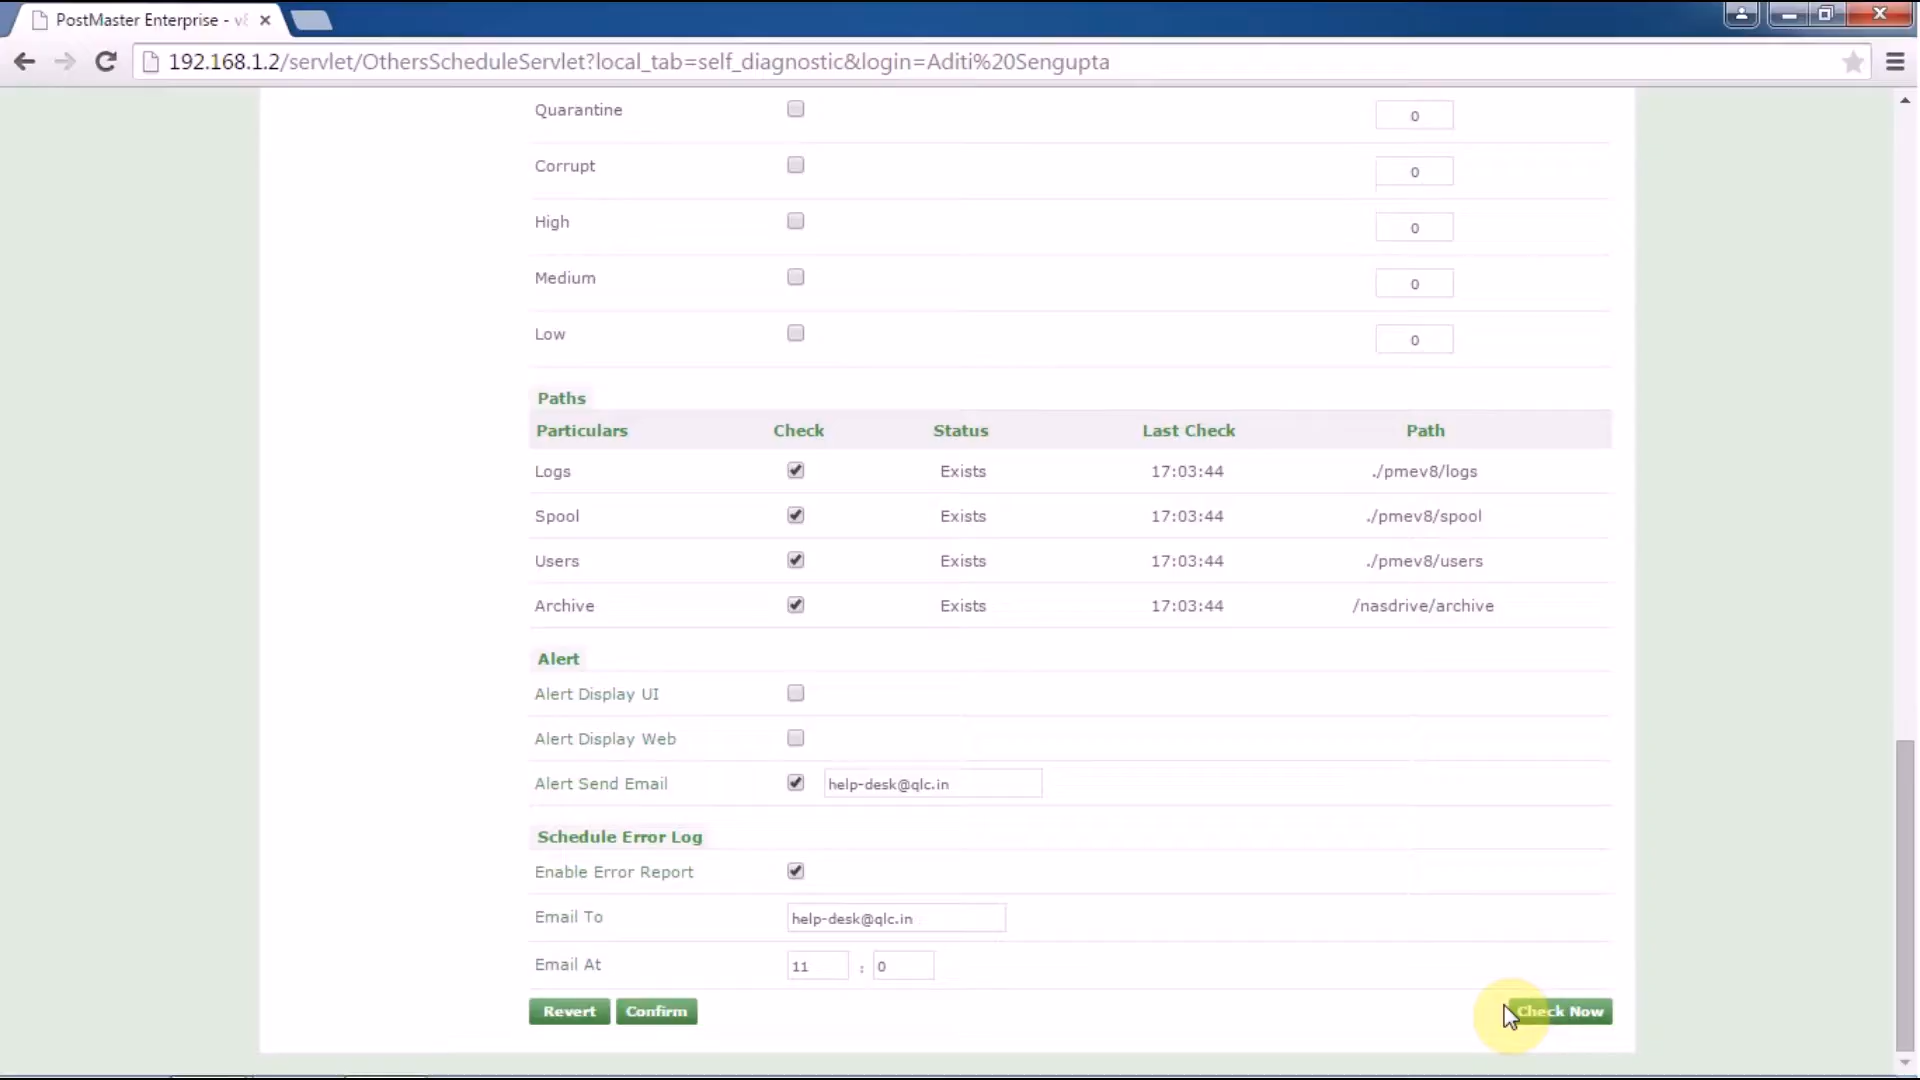 PostMaster Enterprise - v8
192.168.1.2/servlet/OthersScheduleServlet?local_tab=self_diagnostic&login=Aditi%20Sengupta
Quarantine 0
Corrupt 0
High 0
Medium 0
Low 0
Paths
Particulars Check Status Last Check Path
Logs Exists 17:03:44 ./pmev8/logs
Spool Exists 17:03:44 ./pmev8/spool
Users Exists 17:03:44 ./pmev8/users
Archive Exists 17:03:44 /nasdrive/archive
Alert
Alert Display UI
Alert Display Web
Alert Send Email help-desk@qlc.in
Schedule Error Log
Enable Error Report
Email To help-desk@qlc.in
Email At 11 : 0
Revert Confirm Check Now